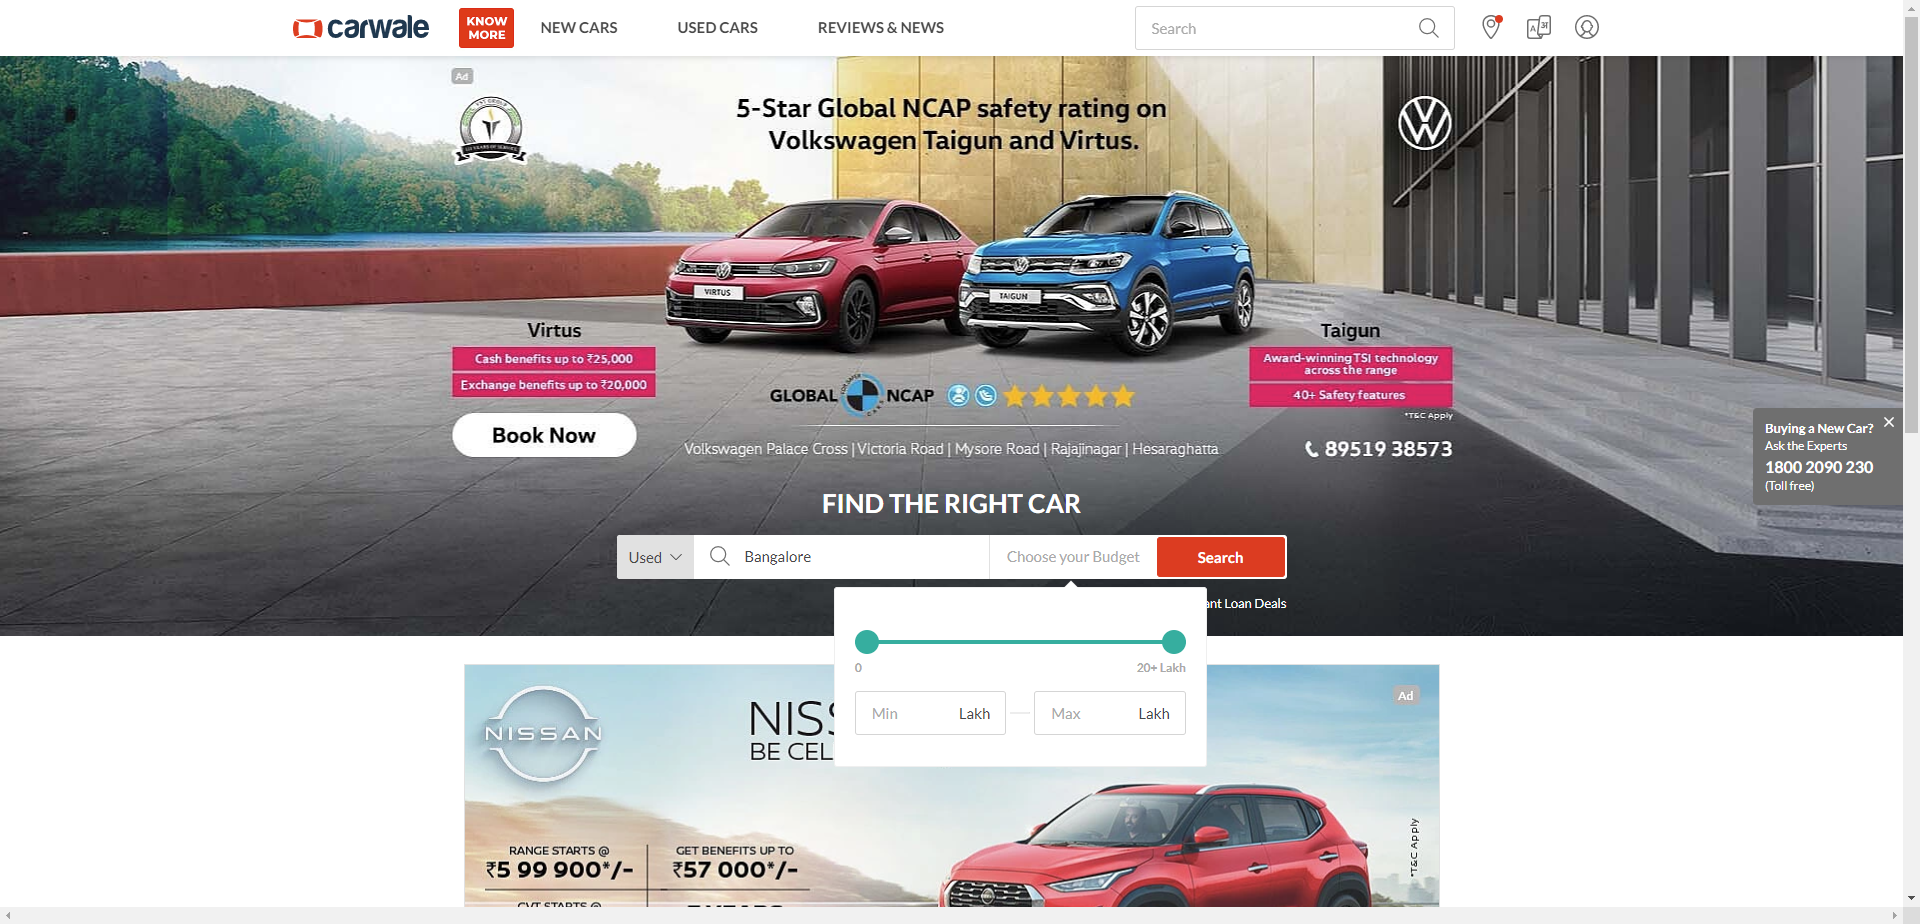 carwale
KNOW
MORE
NEW CARS
USED CARS
REVIEWS & NEWS
Search
Ad
5-Star Global NCAP safety rating on
Volkswagen Taigun and Virtus.
VIRTUS
TAIGUN
Virtus
Cash benefits up to ₹25,000
Exchange benefits up to ₹20,000
Book Now
Taigun
Award-winning TSI technology
across the range
40+ Safety features
*T&C Apply
GLOBAL NCAP
Volkswagen Palace Cross | Victoria Road | Mysore Road | Rajajinagar | Hesaraghatta
89519 38573
Buying a New Car?
Ask the Experts
1800 2090 230
(Toll free)
FIND THE RIGHT CAR
Used
Bangalore
Choose your Budget
Search
ant Loan Deals
0
20+ Lakh
Min
Lakh
Max
Lakh
Ad
NISSAN
NISS
BE CEL
RANGE STARTS @
₹5 99 900*/-
GET BENEFITS UP TO
₹57 000*/-
CVT STARTS @
*T&C Apply